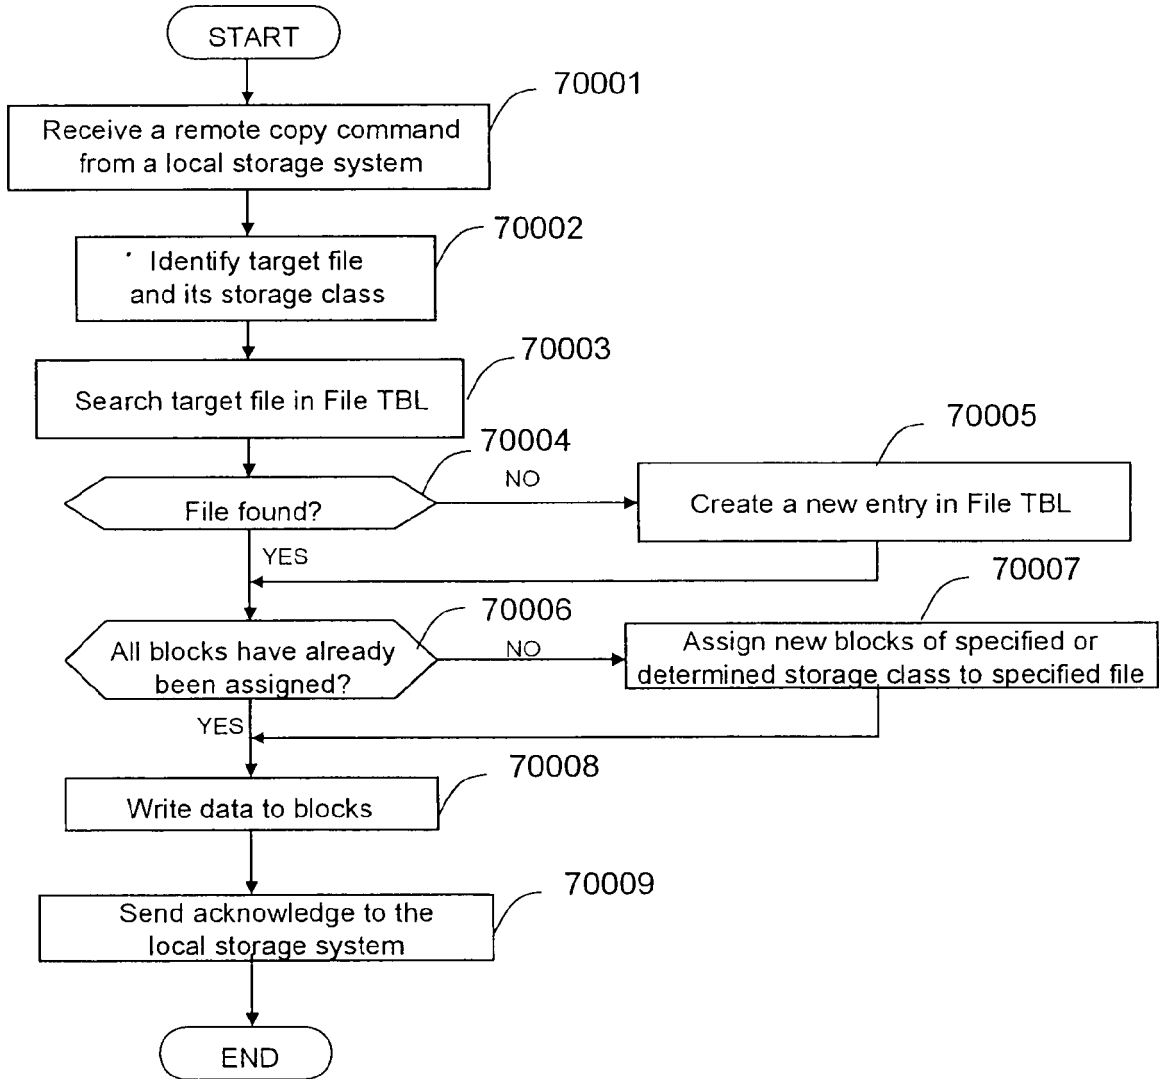 START
70001
Receive a remote copy command
from a local storage system
70002
Identify target file
and its storage class
70003
Search target file in File TBL
70004
File found?
NO
70005
Create a new entry in File TBL
YES
70006
All blocks have already
been assigned?
NO
70007
Assign new blocks of specified or
determined storage class to specified file
YES
70008
Write data to blocks
70009
Send acknowledge to the
local storage system
END